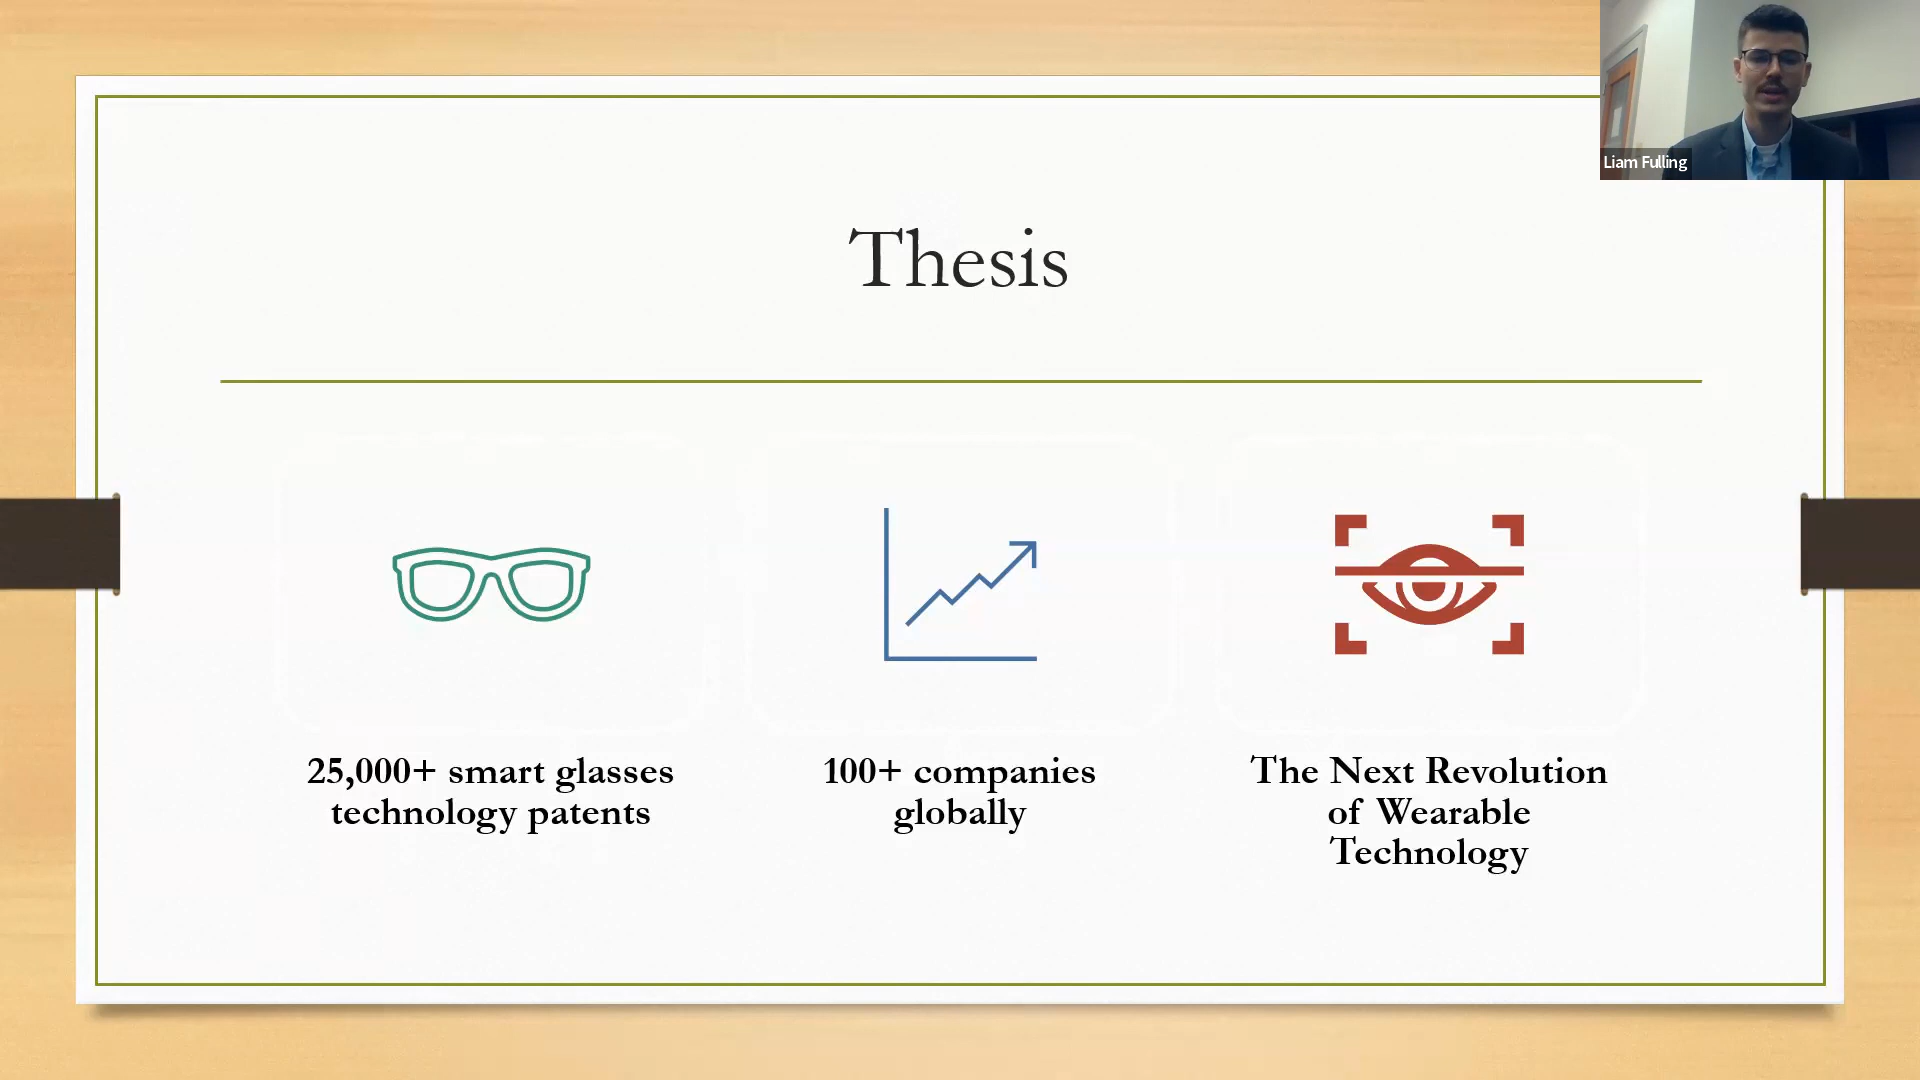 Liam Fulling
Thesis
25,000+ smart glasses
technology patents
100+ companies
globally
The Next Revolution
of Wearable
Technology